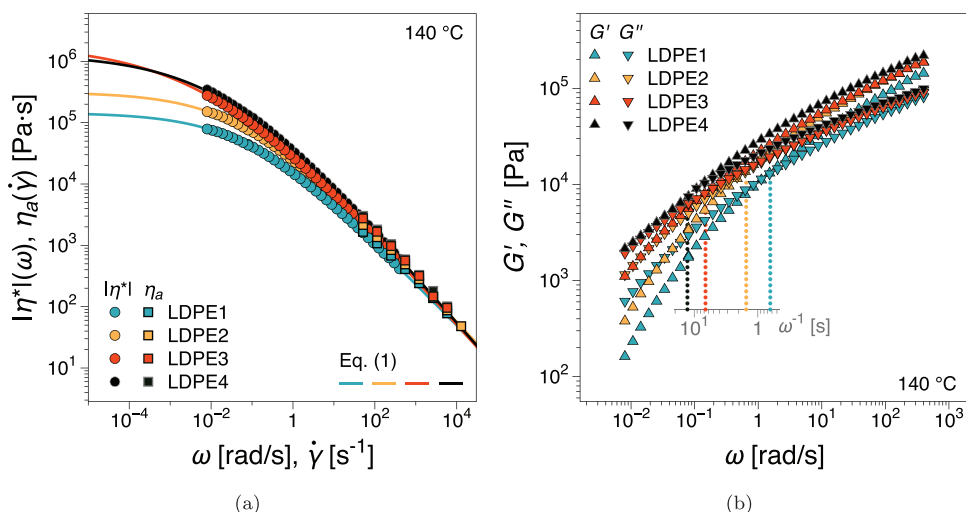 140 °C
|η*|(ω), η_a(γ̇) [Pa·s]
10^6
10^5
10^4
10^3
10^2
10^1
|η*| η_a
LDPE1
LDPE2
LDPE3
LDPE4
Eq. (1)
10^-4
10^-2
1
10^2
10^4
ω [rad/s], γ̇ [s^-1]
(a)
G', G'' [Pa]
10^5
10^4
10^3
10^2
G' G''
LDPE1
LDPE2
LDPE3
LDPE4
10^1 1 ω^-1 [s]
140 °C
10^-2
10^-1
1
10^1
10^2
10^3
ω [rad/s]
(b)